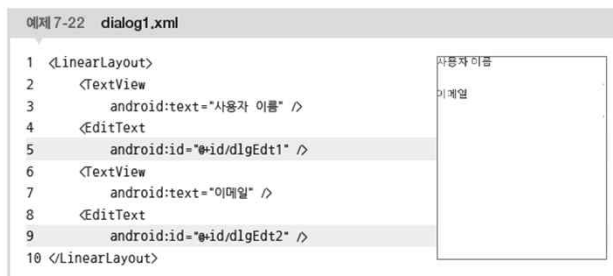 예제 7-22 dialog1.xml
1 <LinearLayout>
2 <TextView
3 android:text="사용자 이름" />
4 <EditText
5 android:id="@+id/dlgEdt1" />
6 <TextView
7 android:text="이메일" />
8 <EditText
9 android:id="@+id/dlgEdt2" />
10 </LinearLayout>
사용자 이름
이메일